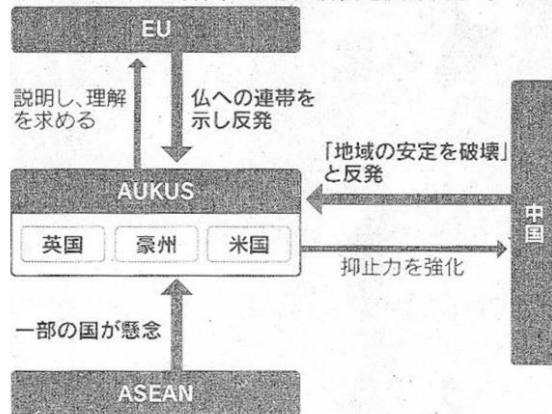 EU
説明し、理解
を求める
仏への連帯を
示し反発
「地域の安定を破壊」
と反発
AUKUS
英国
豪州
米国
中国
抑止力を強化
一部の国が懸念
ASEAN